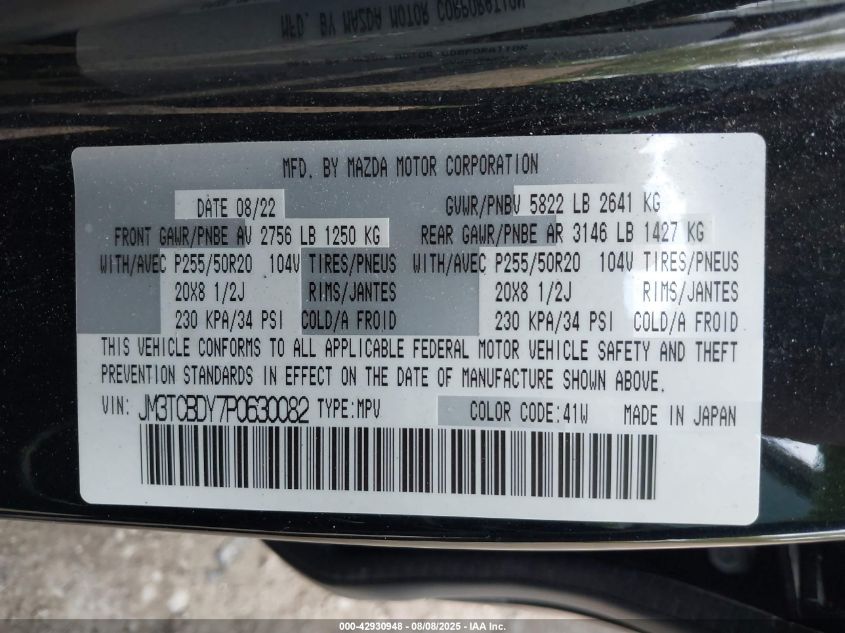 MFD. BY MAZDA MOTOR CORPORATION
DATE 08/22 GVWR/PNBV 5822 LB 2641 KG
FRONT GAWR/PNBE AV 2756 LB 1250 KG REAR GAWR/PNBE AR 3146 LB 1427 KG
WITH/AVEC P255/50R20 104V TIRES/PNEUS WITH/AVEC P255/50R20 104V TIRES/PNEUS
20X8 1/2J RIMS/JANTES 20X8 1/2J RIMS/JANTES
230 KPA/34 PSI COLD/A FROID 230 KPA/34 PSI COLD/A FROID
THIS VEHICLE CONFORMS TO ALL APPLICABLE FEDERAL MOTOR VEHICLE SAFETY AND THEFT
PREVENTION STANDARDS IN EFFECT ON THE DATE OF MANUFACTURE SHOWN ABOVE.
VIN: JM3TCBDY7P0630082 TYPE:MPV COLOR CODE:41W MADE IN JAPAN
000-42930948 - 08/08/2025 - IAA Inc.